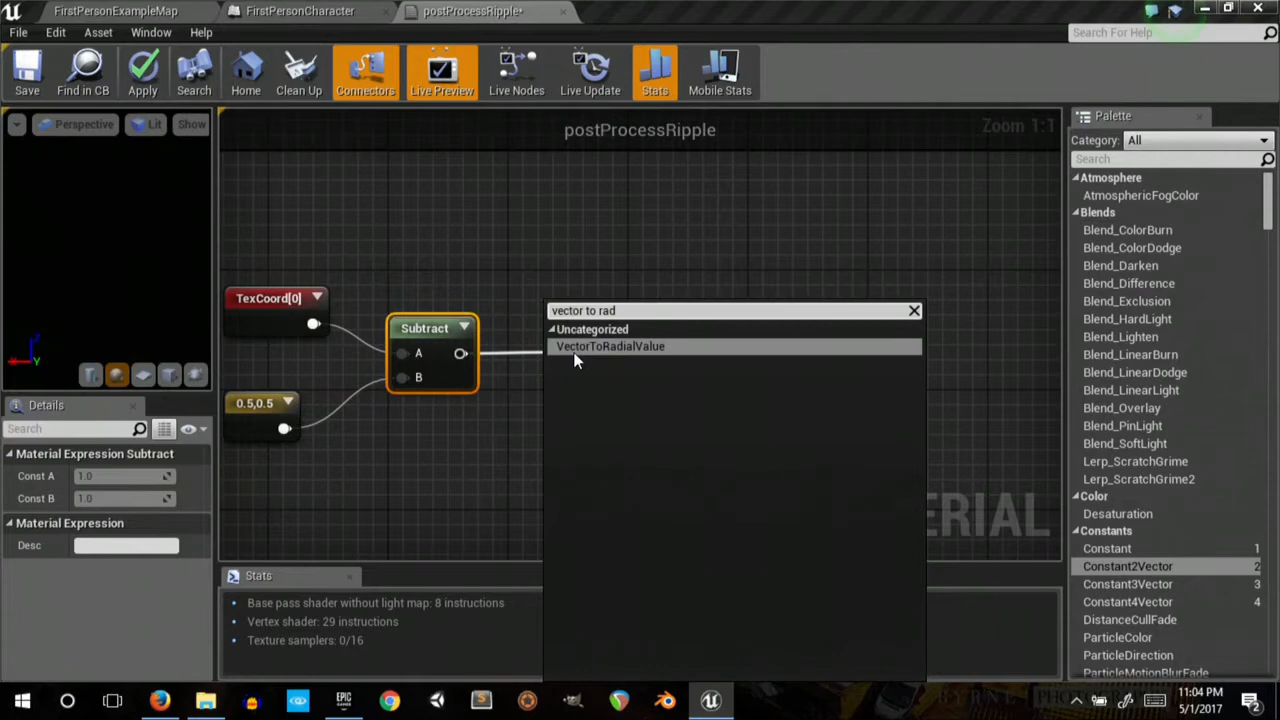 FirstPersonExampleMap
FirstPersonCharacter
postProcessRipple*
File
Edit
Asset
Window
Help
Search For Help
Save
Find in CB
Apply
Search
Home
Clean Up
Connectors
Live Preview
Live Nodes
Live Update
Stats
Mobile Stats
Perspective
Lit
Show
postProcessRipple
Zoom 1:1
Palette
Category:
All
Search
Atmosphere
AtmosphericFogColor
Blends
Blend_ColorBurn
Blend_ColorDodge
Blend_Darken
Blend_Difference
Blend_Exclusion
Blend_HardLight
Blend_Lighten
Blend_LinearBurn
Blend_LinearDodge
Blend_LinearLight
Blend_Overlay
Blend_PinLight
Blend_SoftLight
Lerp_ScratchGrime
Lerp_ScratchGrime2
Color
Desaturation
Constants
Constant 1
Constant2Vector 2
Constant3Vector 3
Constant4Vector 4
DistanceCullFade
ParticleColor
ParticleDirection
ParticleMotionBlurFade
TexCoord[0]
0.5,0.5
Subtract
A
B
vector to rad
Uncategorized
VectorToRadialValue
ERIAL
Y
Details
Search
Material Expression Subtract
Const A 1.0
Const B 1.0
Material Expression
Desc
Stats
Base pass shader without light map: 8 instructions
Vertex shader: 29 instructions
Texture samplers: 0/16
EPIC
11:04 PM
5/1/2017
2